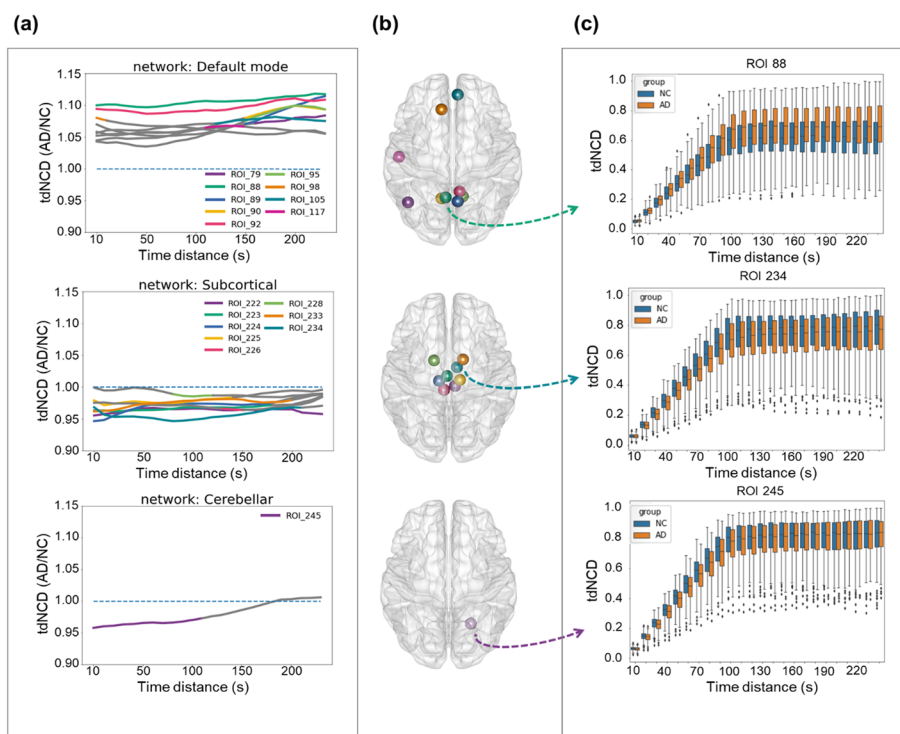 (a)
(b)
(c)
network: Default mode
tdNCD (AD/NC)
1.15
1.10
1.05
1.00
0.95
0.90
ROI_79
ROI_88
ROI_89
ROI_90
ROI_92
ROI_95
ROI_98
ROI_105
ROI_117
10 50 100 150 200
Time distance (s)
ROI 88
tdNCD
1.0
0.8
0.6
0.4
0.2
0.0
group
NC
AD
10 40 70 100 130 160 190 220
Time distance (s)
network: Subcortical
tdNCD (AD/NC)
1.15
1.10
1.05
1.00
0.95
0.90
ROI_222
ROI_223
ROI_224
ROI_225
ROI_226
ROI_228
ROI_233
ROI_234
10 50 100 150 200
Time distance (s)
ROI 234
tdNCD
1.0
0.8
0.6
0.4
0.2
0.0
group
NC
AD
10 40 70 100 130 160 190 220
Time distance (s)
network: Cerebellar
tdNCD (AD/NC)
1.15
1.10
1.05
1.00
0.95
0.90
ROI_245
10 50 100 150 200
Time distance (s)
ROI 245
tdNCD
1.0
0.8
0.6
0.4
0.2
0.0
group
NC
AD
10 40 70 100 130 160 190 220
Time distance (s)